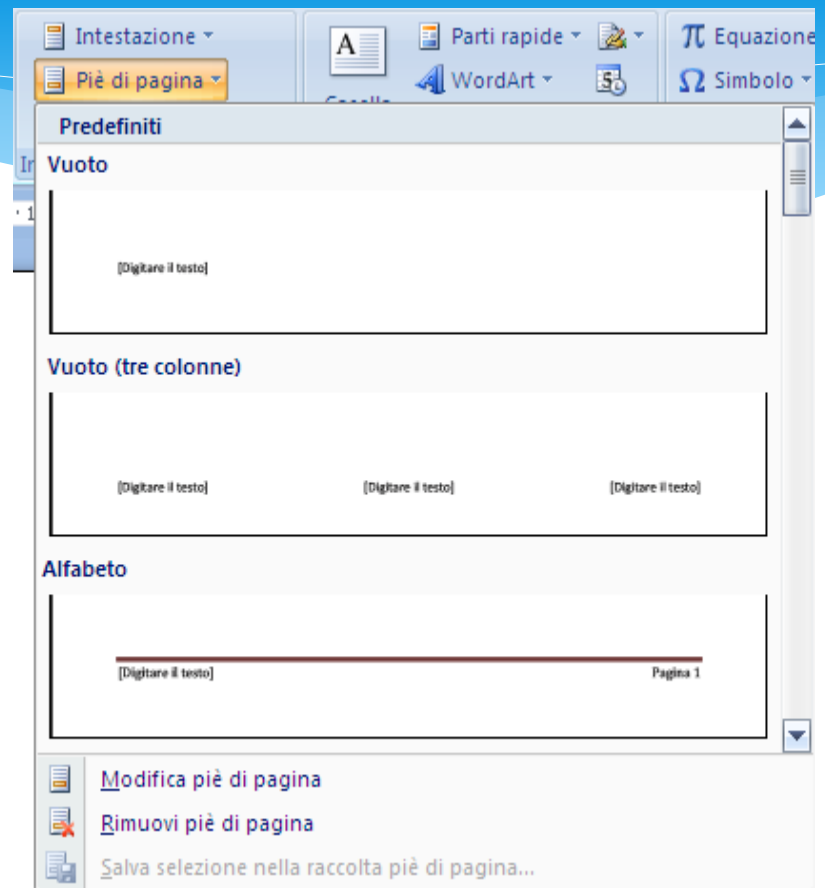 Intestazione
A
Parti rapide
π Equazione
Piè di pagina
WordArt
Ω Simbolo
Predefiniti
Vuoto
1
[Digitare il testo]
Vuoto (tre colonne)
[Digitare il testo] [Digitare il testo] [Digitare il testo]
Alfabeto
[Digitare il testo] Pagina 1
Modifica piè di pagina
Rimuovi piè di pagina
Salva selezione nella raccolta piè di pagina...